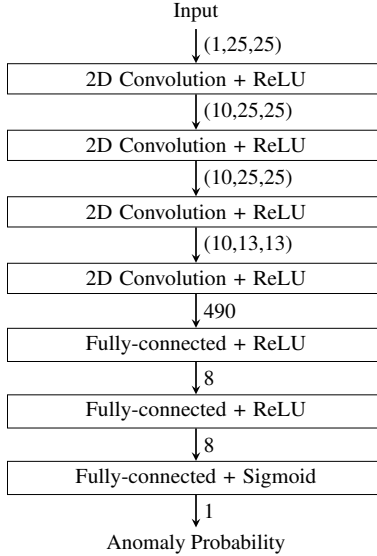 Input
(1,25,25)
2D Convolution + ReLU
(10,25,25)
2D Convolution + ReLU
(10,25,25)
2D Convolution + ReLU
(10,13,13)
2D Convolution + ReLU
490
Fully-connected + ReLU
8
Fully-connected + ReLU
8
Fully-connected + Sigmoid
1
Anomaly Probability